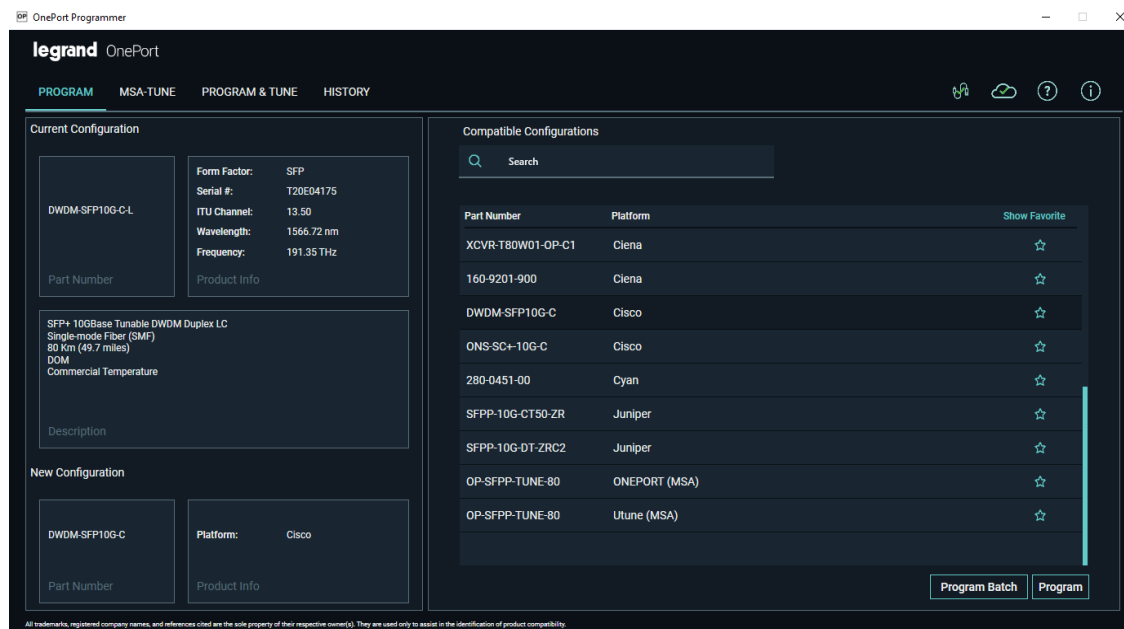 OP OnePort Programmer
legrand OnePort
PROGRAM MSA-TUNE PROGRAM & TUNE HISTORY
Current Configuration
DWDM-SFP10G-C-L
Part Number
Form Factor: SFP
Serial #: T20E04175
ITU Channel: 13.50
Wavelength: 1566.72 nm
Frequency: 191.35 THz
Product Info
SFP+ 10GBase Tunable DWDM Duplex LC
Single-mode Fiber (SMF)
80 Km (49.7 miles)
DOM
Commercial Temperature
Description
New Configuration
DWDM-SFP10G-C
Part Number
Platform: Cisco
Product Info
Compatible Configurations
Search
Part Number Platform Show Favorite
XCVR-T80W01-OP-C1 Ciena
160-9201-900 Ciena
DWDM-SFP10G-C Cisco
ONS-SC+-10G-C Cisco
280-0451-00 Cyan
SFPP-10G-CT50-ZR Juniper
SFPP-10G-DT-ZRC2 Juniper
OP-SFPP-TUNE-80 ONEPORT (MSA)
OP-SFPP-TUNE-80 Utune (MSA)
Program Batch Program
All trademarks, registered company names, and references cited are the sole property of their respective owner(s). They are used only to assist in the identification of product compatibility.